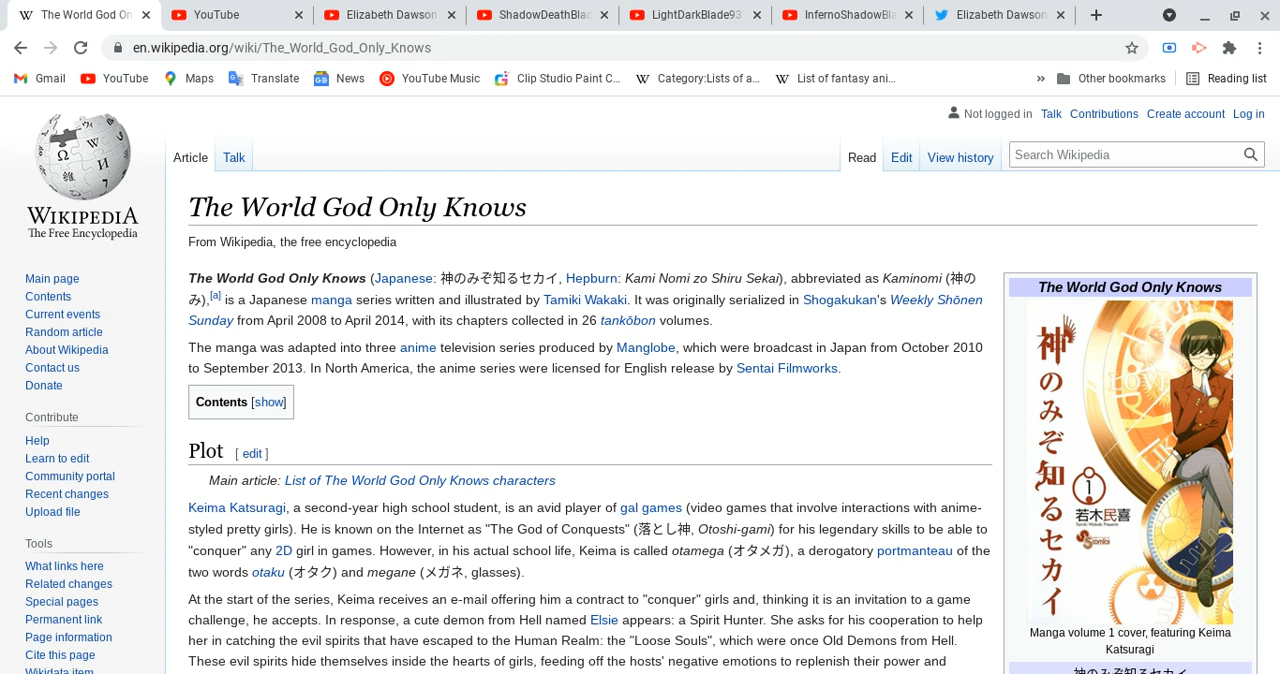 The World God On
YouTube
Elizabeth Dawson
ShadowDeathBlad
LightDarkBlade93
InfernoShadowBla
Elizabeth Dawson
en.wikipedia.org/wiki/The_World_God_Only_Knows
Gmail YouTube Maps Translate News YouTube Music Clip Studio Paint C... Category:Lists of a... List of fantasy ani... » Other bookmarks Reading list
Not logged in Talk Contributions Create account Log in
Article Talk Read Edit View history Search Wikipedia
WIKIPEDIA
The Free Encyclopedia
Main page
Contents
Current events
Random article
About Wikipedia
Contact us
Donate
Contribute
Help
Learn to edit
Community portal
Recent changes
Upload file
Tools
What links here
Related changes
Special pages
Permanent link
Page information
Cite this page
Wikidata item
The World God Only Knows
From Wikipedia, the free encyclopedia
The World God Only Knows (Japanese: 神のみぞ知るセカイ, Hepburn: Kami Nomi zo Shiru Sekai), abbreviated as Kaminomi (神の
み),[a] is a Japanese manga series written and illustrated by Tamiki Wakaki. It was originally serialized in Shogakukan's Weekly Shōnen
Sunday from April 2008 to April 2014, with its chapters collected in 26 tankōbon volumes.
The manga was adapted into three anime television series produced by Manglobe, which were broadcast in Japan from October 2010
to September 2013. In North America, the anime series were licensed for English release by Sentai Filmworks.
Contents [show]
Plot [ edit ]
Main article: List of The World God Only Knows characters
Keima Katsuragi, a second-year high school student, is an avid player of gal games (video games that involve interactions with anime-
styled pretty girls). He is known on the Internet as "The God of Conquests" (落とし神, Otoshi-gami) for his legendary skills to be able to
"conquer" any 2D girl in games. However, in his actual school life, Keima is called otamega (オタメガ), a derogatory portmanteau of the
two words otaku (オタク) and megane (メガネ, glasses).
At the start of the series, Keima receives an e-mail offering him a contract to "conquer" girls and, thinking it is an invitation to a game
challenge, he accepts. In response, a cute demon from Hell named Elsie appears: a Spirit Hunter. She asks for his cooperation to help
her in catching the evil spirits that have escaped to the Human Realm: the "Loose Souls", which were once Old Demons from Hell.
These evil spirits hide themselves inside the hearts of girls, feeding off the hosts' negative emotions to replenish their power and
The World God Only Knows
神のみぞ知るセカイ
1
若木民喜
Scomics
Manga volume 1 cover, featuring Keima
Katsuragi
神のみぞ知るセカイ